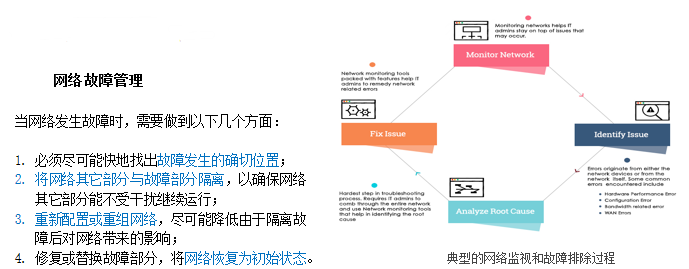 网络故障管理
当网络发生故障时，需要做到以下几个方面：
1. 必须尽可能快地找出故障发生的确切位置；
2. 将网络其它部分与故障部分隔离，以确保网络
其它部分能不受干扰继续运行；
3. 重新配置或重组网络，尽可能降低由于隔离故
障后对网络带来的影响；
4. 修复或替换故障部分，将网络恢复为初始状态。
Monitoring networks helps IT
admins stay on top of issues that
may occur.
Monitor Network
Network monitoring tools
packed with features help IT
admins to remedy network
related errors
Fix Issue
Identify Issue
Errors originate from either the
network devices or from the
network itself. Some common
errors encountered include
• Hardware Performance Error
• Configuration Error
• Bandwidth related error
• WAN Errors
Hardest step in troubleshooting
process. Requires IT admins to
comb through the entire network
and use Network monitoring tools
that help in identifying the root
cause
Analyze Root Cause
典型的网络监视和故障排除过程